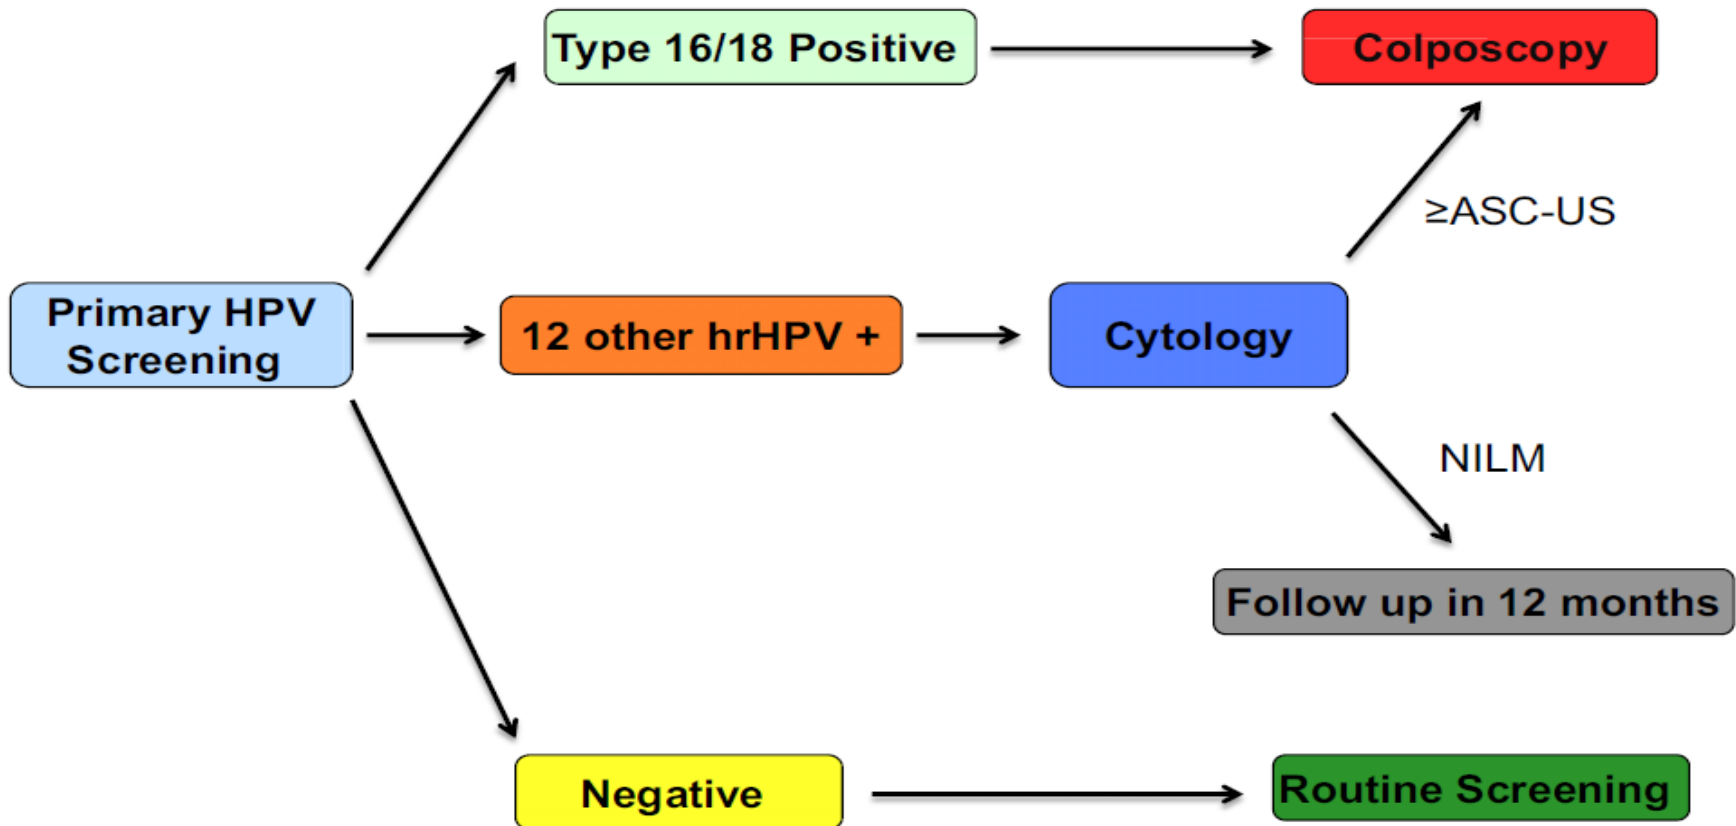 Type 16/18 Positive
Colposcopy
≥ASC-US
Primary HPV
Screening
12 other hrHPV +
Cytology
NILM
Follow up in 12 months
Negative
Routine Screening